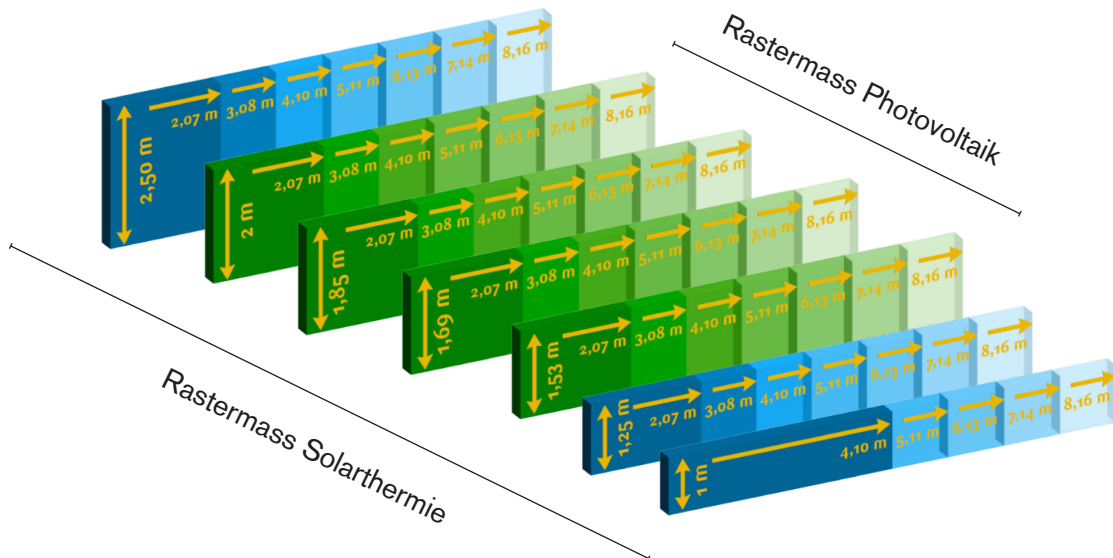 Rastermass Photovoltaik
2,50 m
2,07 m 3,08 m 4,10 m 5,11 m 6,13 m 7,14 m 8,16 m
2 m
2,07 m 3,08 m 4,10 m 5,11 m 6,13 m 7,14 m 8,16 m
1,85 m
2,07 m 3,08 m 4,10 m 5,11 m 6,13 m 7,14 m 8,16 m
1,69 m
2,07 m 3,08 m 4,10 m 5,11 m 6,13 m 7,14 m 8,16 m
1,53 m
2,07 m 3,08 m 4,10 m 5,11 m 6,13 m 7,14 m 8,16 m
1,25 m
2,07 m 3,08 m 4,10 m 5,11 m 6,13 m 7,14 m 8,16 m
1 m
4,10 m 5,11 m 6,13 m 7,14 m 8,16 m
Rastermass Solarthermie